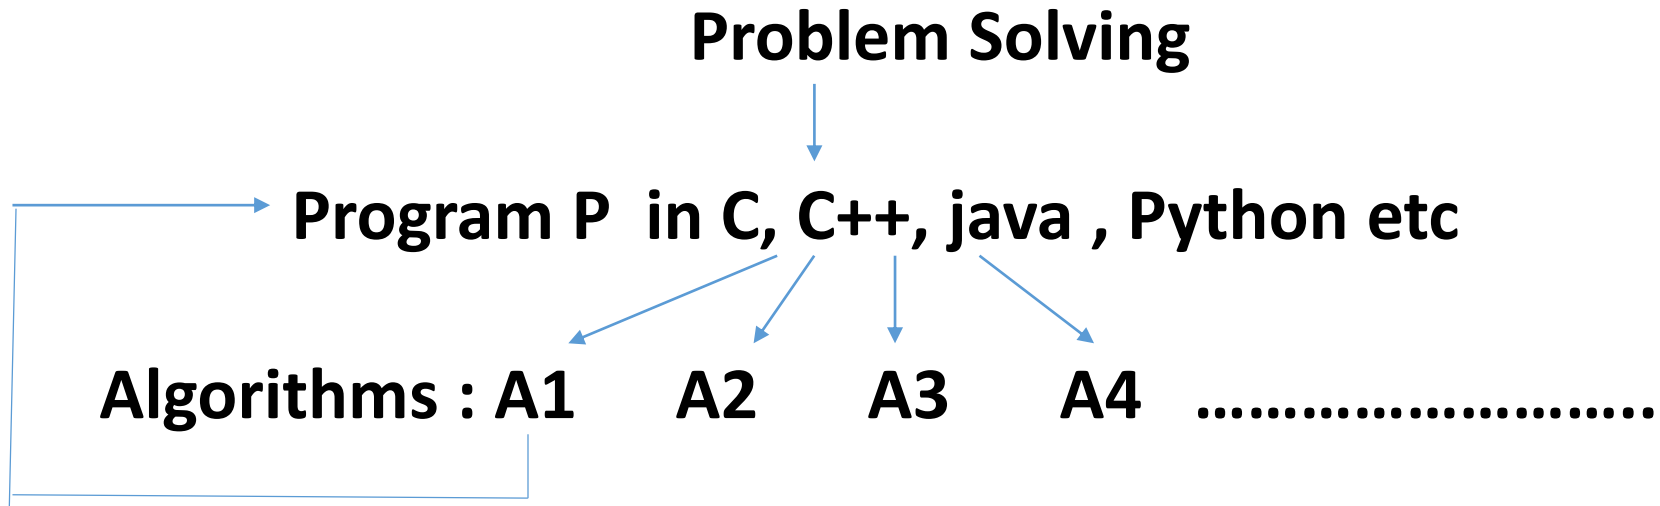 Problem Solving
Program P in C, C++, java , Python etc
Algorithms : A1 A2 A3 A4 ………………………..